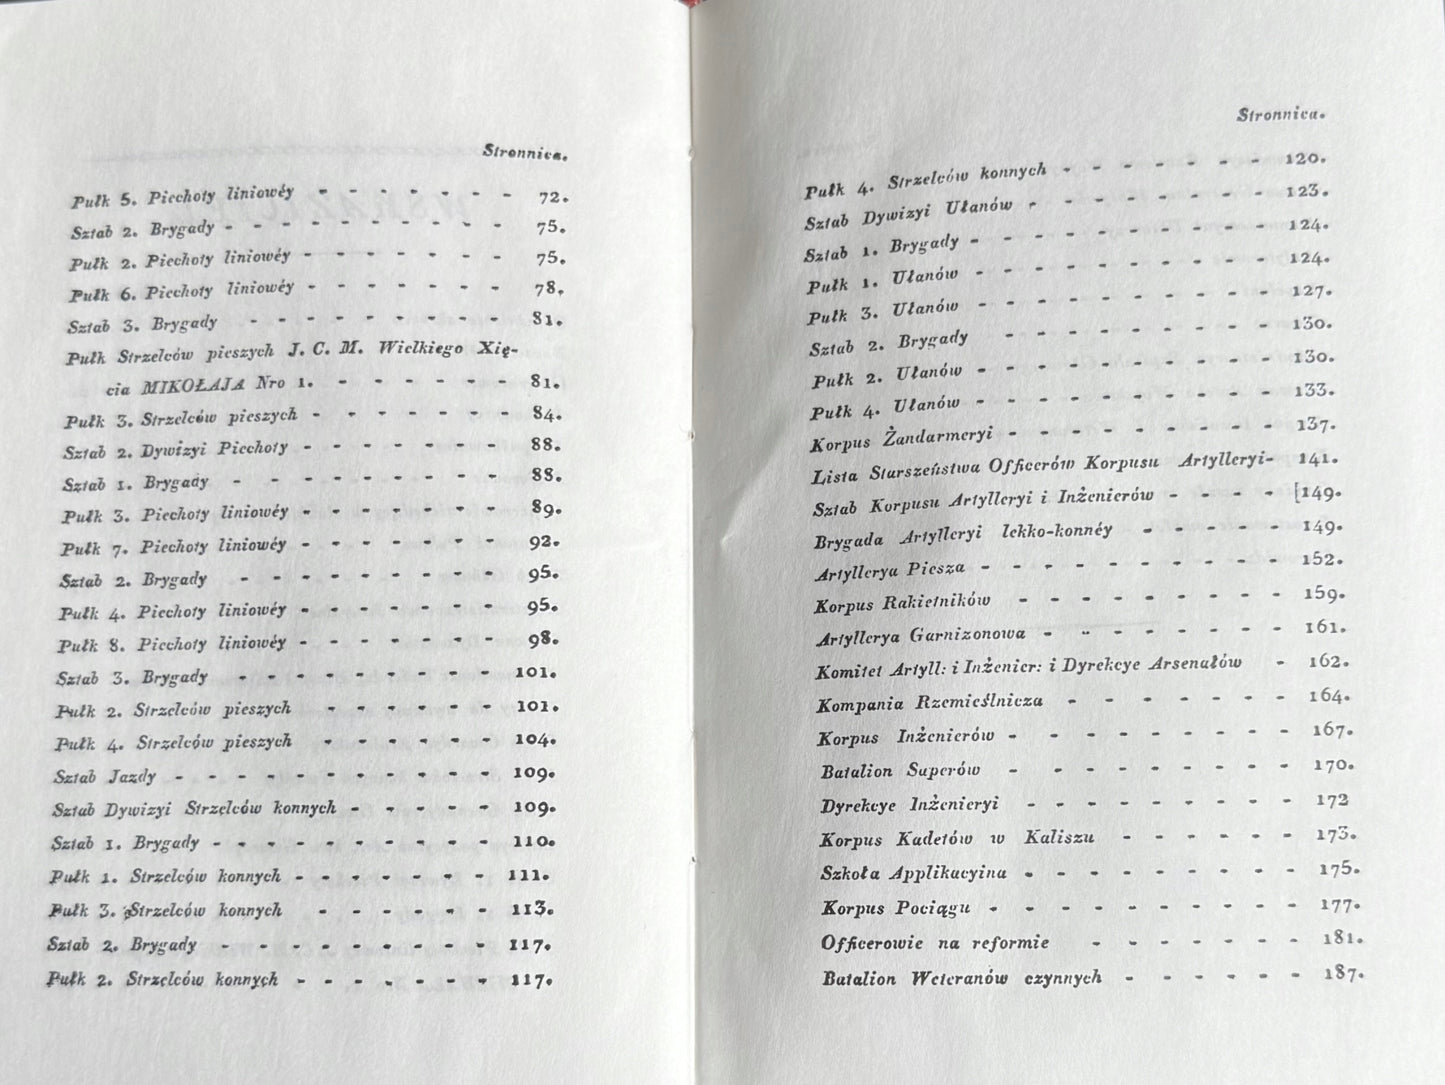 Stronnica.
Pułk 5. Piechoty liniowéy - - - - - - - 72.
Sztab 2. Brygady - - - - - - - - - - 75.
Pułk 2. Piechoty liniowéy - - - - - - - 75.
Pułk 6. Piechoty liniowéy - - - - - - - 78.
Sztab 3. Brygady - - - - - - - - - 81.
Pułk Strzelców pieszych J. C. M. Wielkiego Xię-
cia MIKOŁAJA Nro 1. - - - - - - - 81.
Pułk 3. Strzelców pieszych - - - - - - - 84.
Sztab 2. Dywizyi Piechoty - - - - - - - 88.
Sztab 1. Brygady - - - - - - - - - 88.
Pułk 3. Piechoty liniowéy - - - - - - - 89.
Pułk 7. Piechoty liniowéy - - - - - - - 92.
Sztab 2. Brygady - - - - - - - - - 95.
Pułk 4. Piechoty liniowéy - - - - - - - 95.
Pułk 8. Piechoty liniowéy - - - - - - - 98.
Sztab 3. Brygady - - - - - - - - - 101.
Pułk 2. Strzelców pieszych - - - - - - 101.
Pułk 4. Strzelców pieszych - - - - - - 104.
Sztab Jazdy - - - - - - - - - - - 109.
Sztab Dywizyi Strzelców konnych - - - - - 109.
Sztab 1. Brygady - - - - - - - - - - 110.
Pułk 1. Strzelców konnych - - - - - - - 111.
Pułk 3. Strzelców konnych - - - - - - 113.
Sztab 2. Brygady - - - - - - - - - 117.
Pułk 2. Strzelców konnych - - - - - - - 117.
Stronnica.
Pułk 4. Strzelców konnych - - - - - - - 120.
Sztab Dywizyi Ułanów - - - - - - - - 123.
Sztab 1. Brygady - - - - - - - - - - 124.
Pułk 1. Ułanów - - - - - - - - - - 124.
Pułk 3. Ułanów - - - - - - - - - - 127.
Sztab 2. Brygady - - - - - - - - - 130.
Pułk 2. Ułanów - - - - - - - - - - 130.
Pułk 4. Ułanów - - - - - - - - - - 133.
Korpus Żandarmeryi - - - - - - - - - 137.
Lista Starszeństwa Officerów Korpusu Artylleryi- 141.
Sztab Korpusu Artylleryi i Inżenierów - - - - [149.
Brygada Artylleryi lekko-konnéy - - - - - 149.
Artyllerya Piesza - - - - - - - - - - 152.
Korpus Rakietników - - - - - - - - - 159.
Artyllerya Garnizonowa - - - - - - - - 161.
Komitet Artyll: i Inżenier: i Dyrekcye Arsenałów - 162.
Kompania Rzemieślnicza - - - - - - - 164.
Korpus Inżenierów - - - - - - - - - 167.
Batalion Saperów - - - - - - - - - 170.
Dyrekcye Inżenieryi - - - - - - - - 172
Korpus Kadetów w Kaliszu - - - - - - 173.
Szkoła Applikacyina - - - - - - - - - 175.
Korpus Pociągu - - - - - - - - - - 177.
Officerowie na reformie - - - - - - - 181.
Batalion Weteranów czynnych - - - - - - 187.